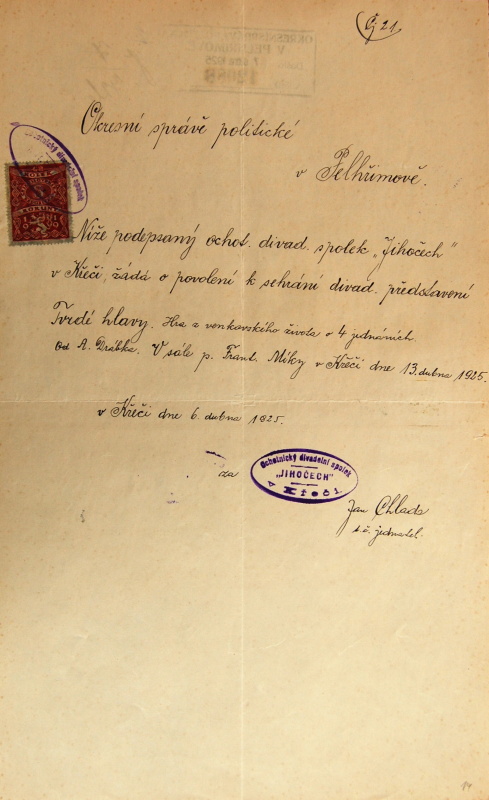 Čj 21
Okresní správě politické
v Pelhřimově.
Níže podepsaný ochot. divad. spolek „Jihočech"
v Křeči, žádá o povolení k sehrání divad. představení
Tvrdé hlavy. Hra z venkovského života o 4 jednáních.
Od A. Drábka. V sále p. Frant. Míky v Křeči dne 13. dubna 1925.
v Křeči dne 6. dubna 1925.
za
Ochotnický divadelní spolek
„JIHOČECH"
v Křeči.
Jan Chlada
t. č. jednatel.